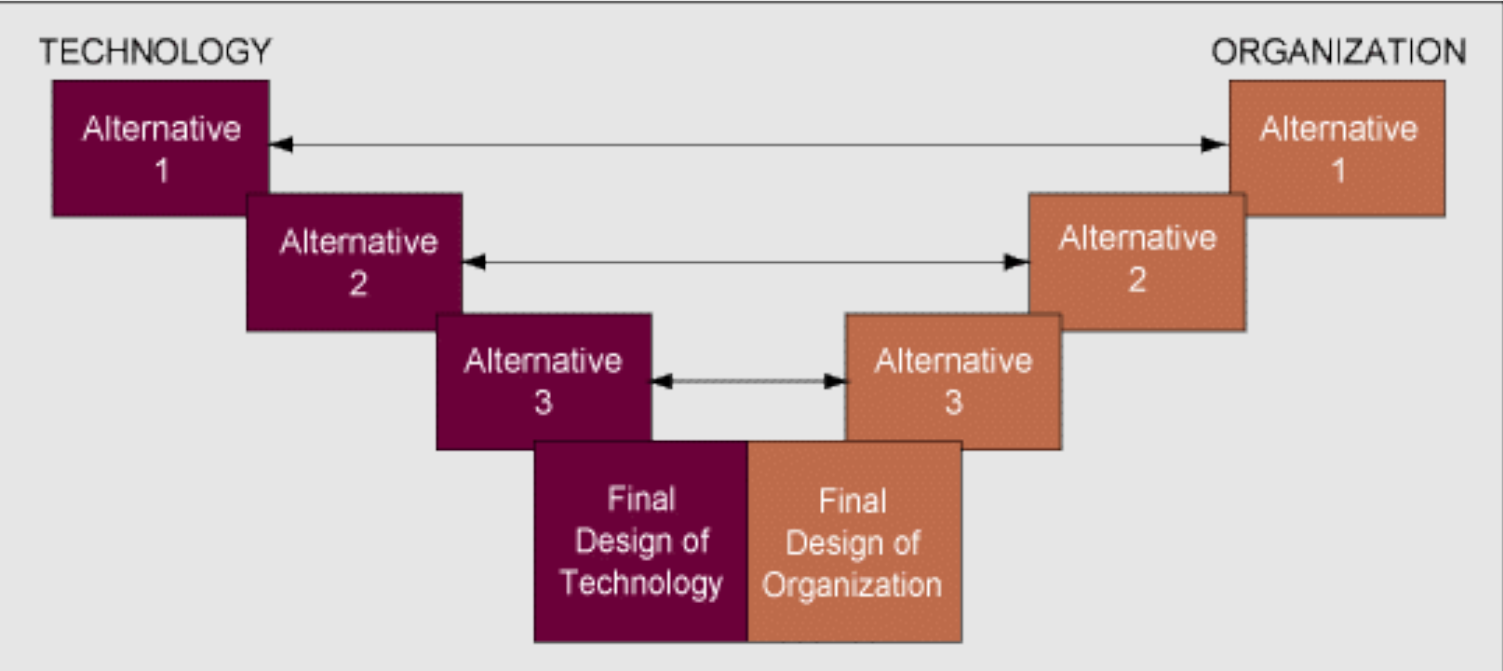 TECHNOLOGY
ORGANIZATION
Alternative
1
Alternative
1
Alternative
2
Alternative
2
Alternative
3
Alternative
3
Final
Design of
Technology
Final
Design of
Organization